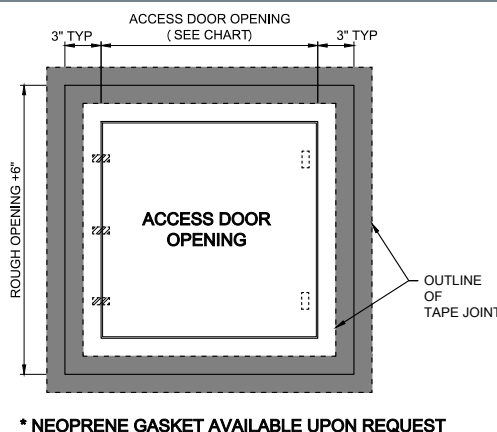 ACCESS DOOR OPENING
( SEE CHART)
3" TYP
3" TYP
ROUGH OPENING +6"
ACCESS DOOR
OPENING
OUTLINE
OF
TAPE JOINT
* NEOPRENE GASKET AVAILABLE UPON REQUEST